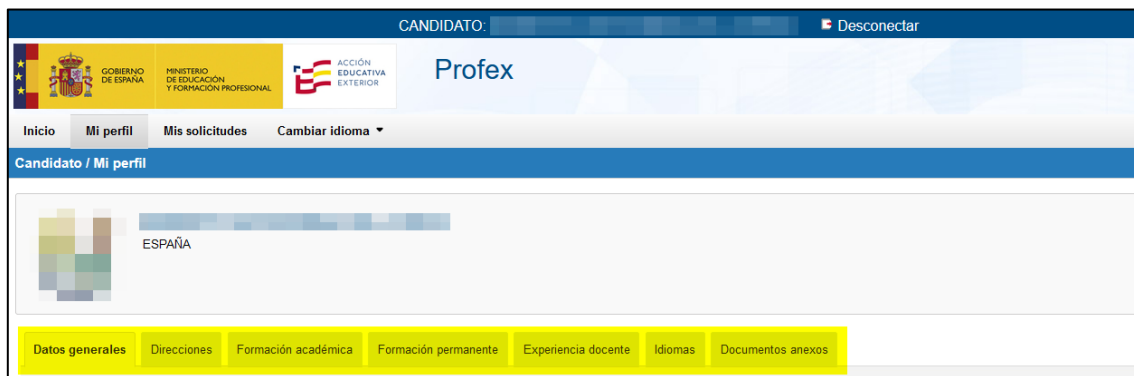 CANDIDATO: Desconectar
GOBIERNO DE ESPAÑA
MINISTERIO DE EDUCACIÓN Y FORMACIÓN PROFESIONAL
ACCIÓN EDUCATIVA EXTERIOR
Profex
Inicio Mi perfil Mis solicitudes Cambiar idioma
Candidato / Mi perfil
ESPAÑA
Datos generales Direcciones Formación académica Formación permanente Experiencia docente Idiomas Documentos anexos